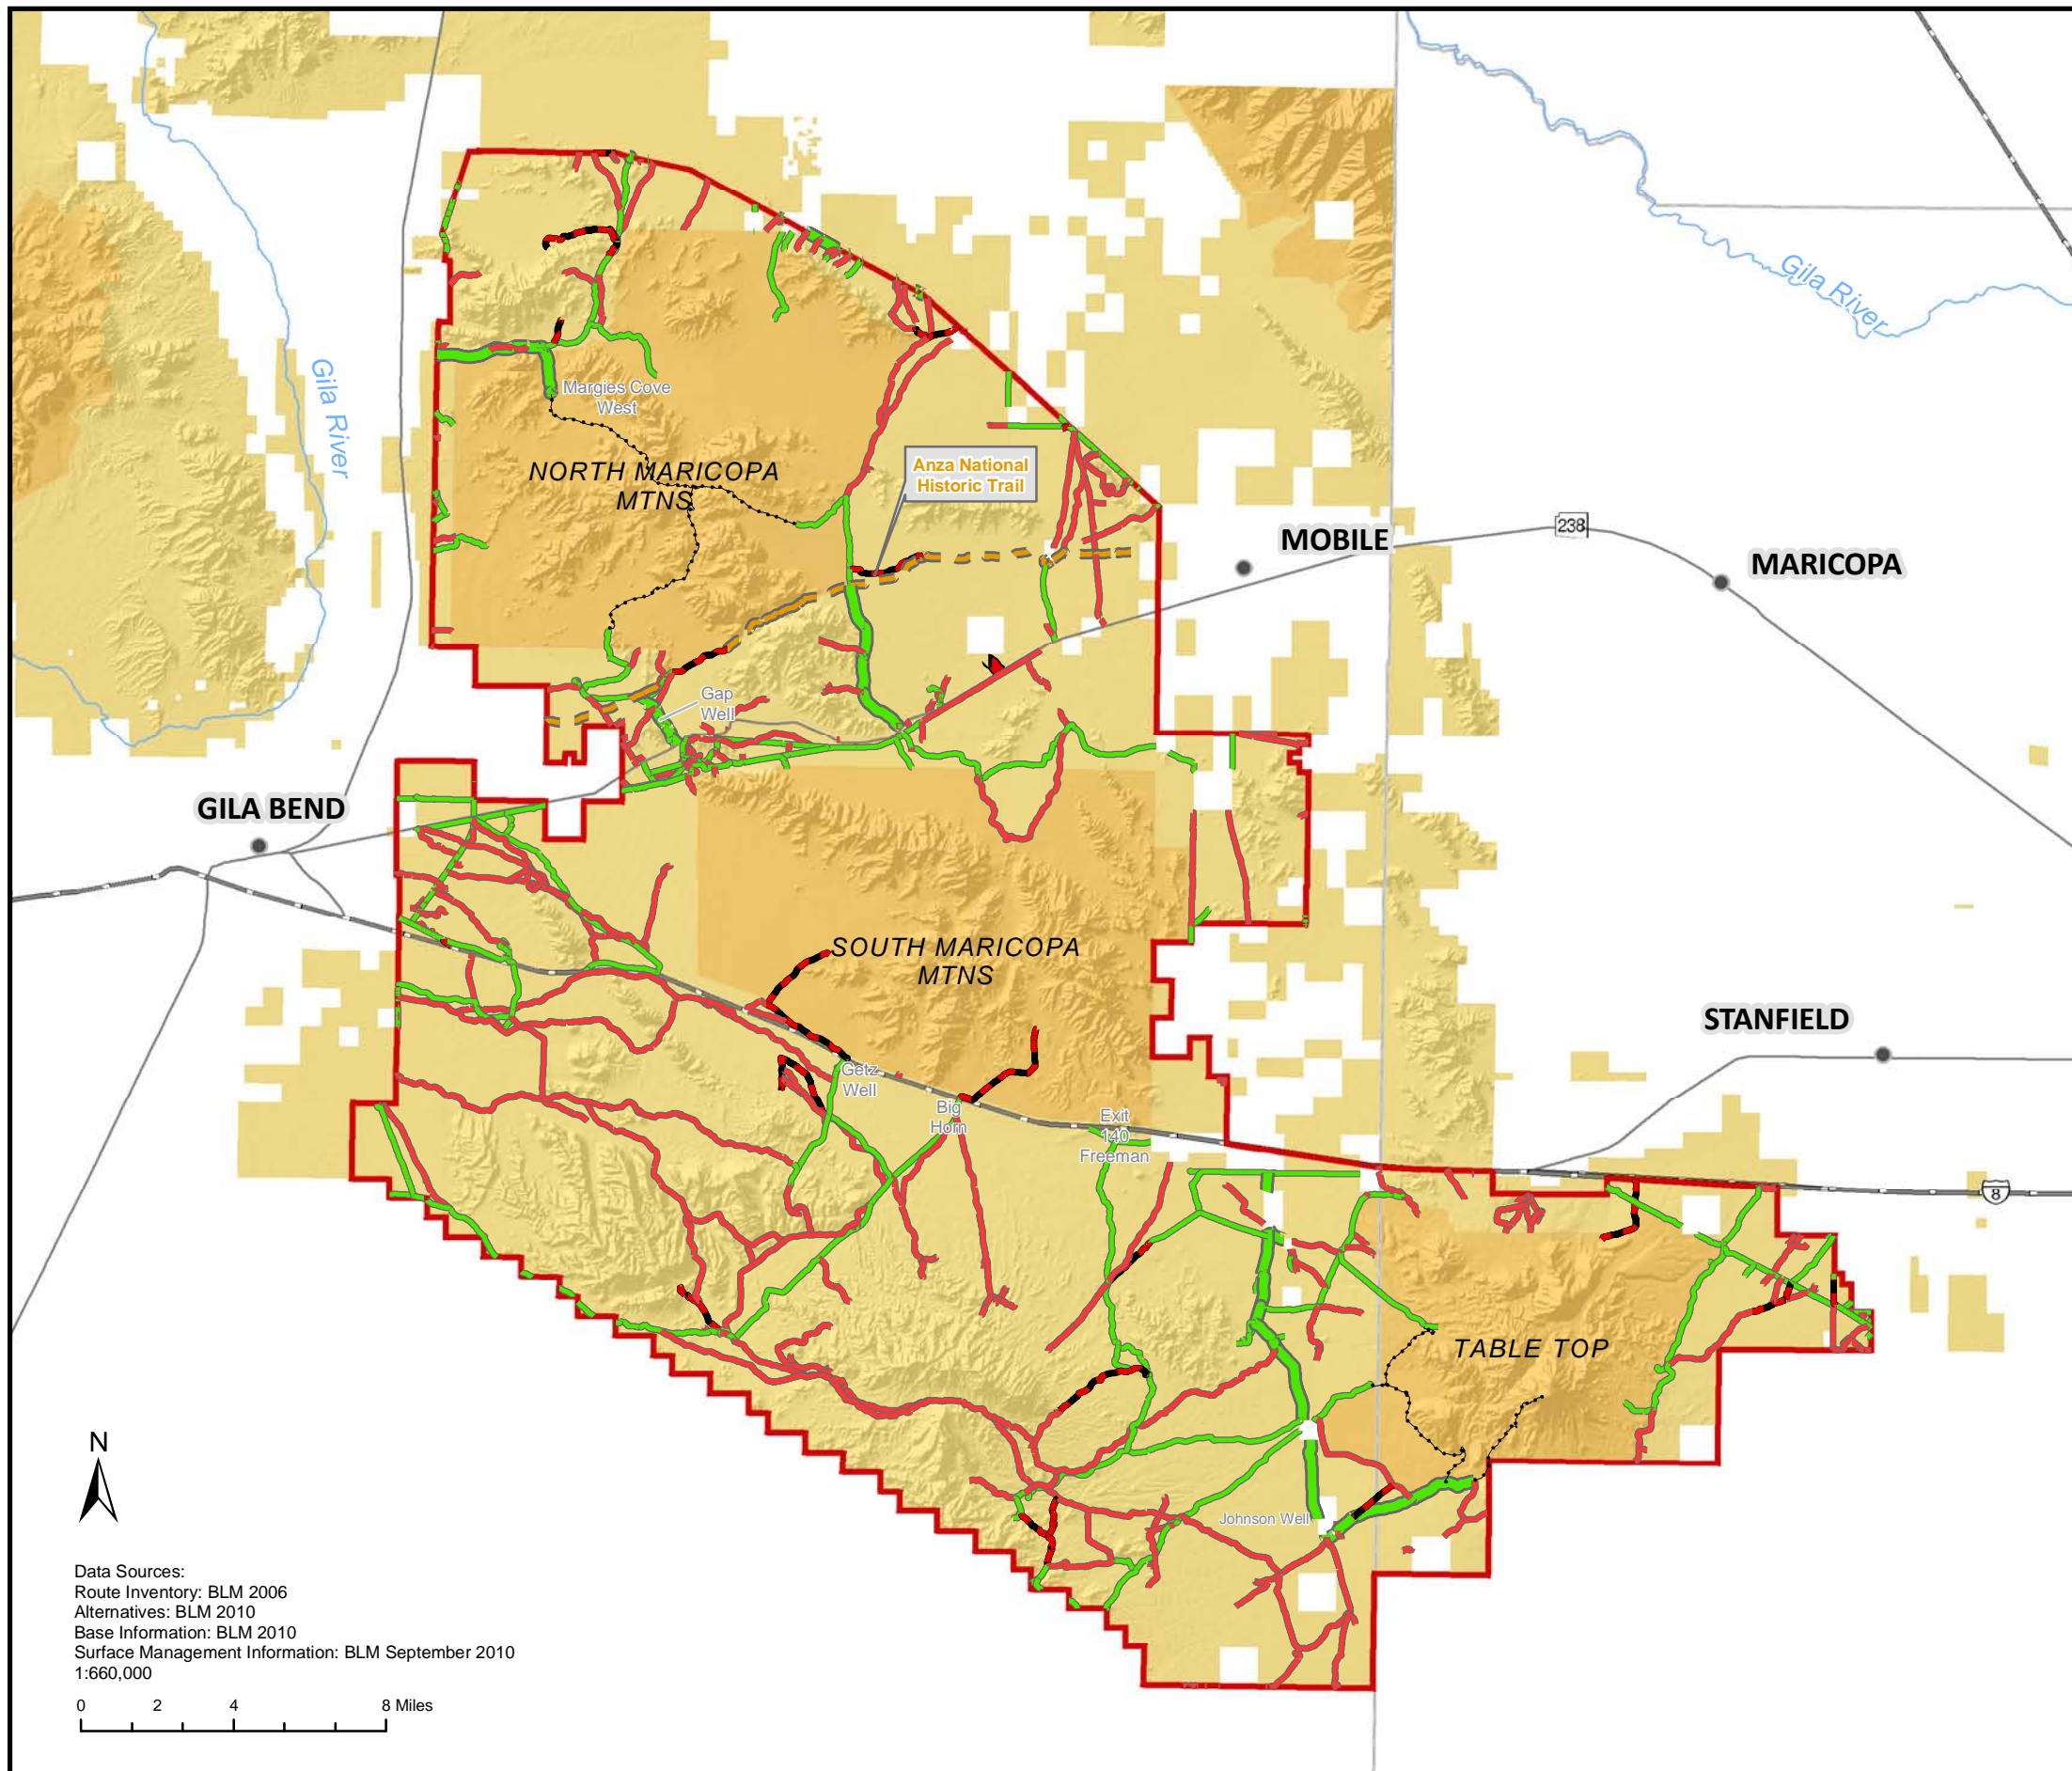 Gila River
Gila River
Margies Cove
West
NORTH MARICOPA
MTNS
Anza National
Historic Trail
238
MOBILE
MARICOPA
Gap
Well
GILA BEND
SOUTH MARICOPA
MTNS
STANFIELD
Getz
Well
Big
Horn
Exit
140
Freeman
8
TABLE TOP
Johnson Well
N
Data Sources:
Route Inventory: BLM 2006
Alternatives: BLM 2010
Base Information: BLM 2010
Surface Management Information: BLM September 2010
1:660,000
0 2 4 8 Miles